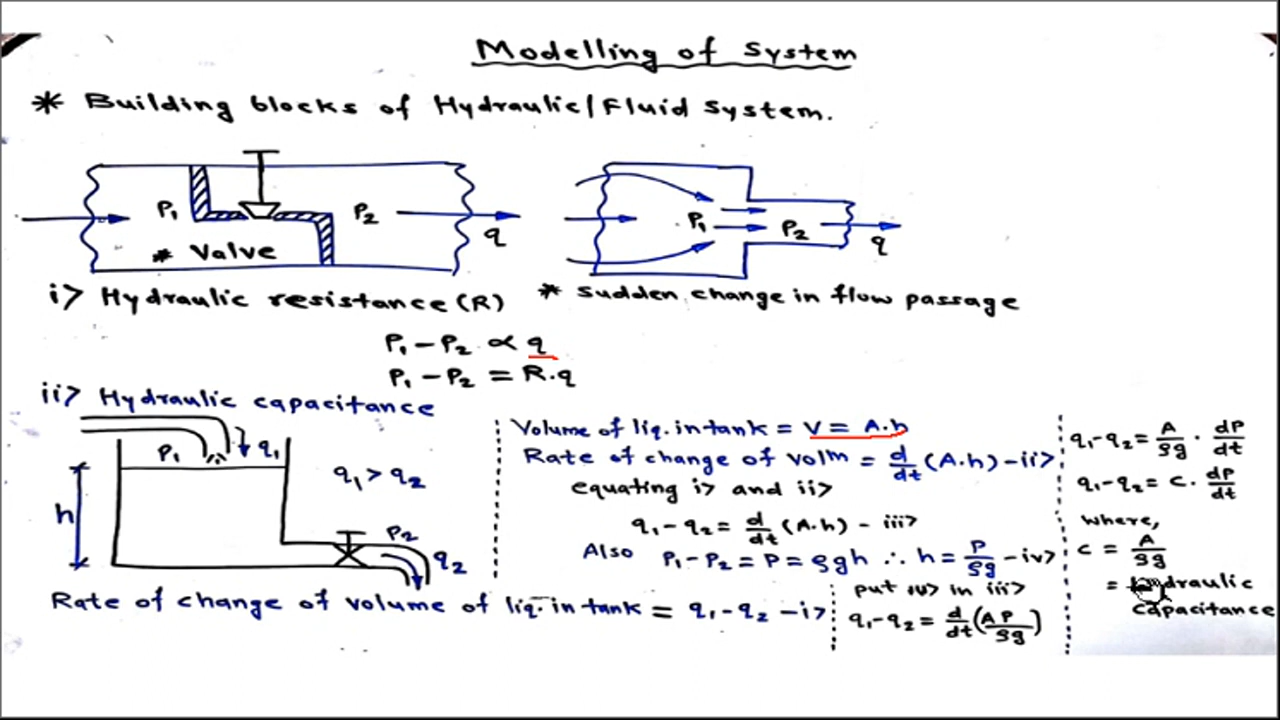 Modelling of System
* Building blocks of Hydraulic/Fluid System.
P₁ P₂ q
* Valve
P₁ P₂ q
i> Hydraulic resistance (R) * Sudden change in flow passage
P₁ - P₂ ∝ q
P₁ - P₂ = R.q
ii> Hydraulic capacitance
P₁ q₁
q₁ > q₂
h
P₂
q₂
Rate of change of volume of liq. in tank = q₁ - q₂ - i>
Volume of liq. in tank = V = A.h
Rate of change of volm = d/dt (A.h) - ii>
equating i> and ii>
q₁ - q₂ = d/dt (A.h) - iii>
Also P₁ - P₂ = P = ρgh ∴ h = P/ρg - iv>
put iv> in iii>
q₁ - q₂ = d/dt (AP/ρg)
q₁ - q₂ = A/ρg . dP/dt
q₁ - q₂ = C. dP/dt
where,
C = A/ρg
= Hydraulic
capacitance